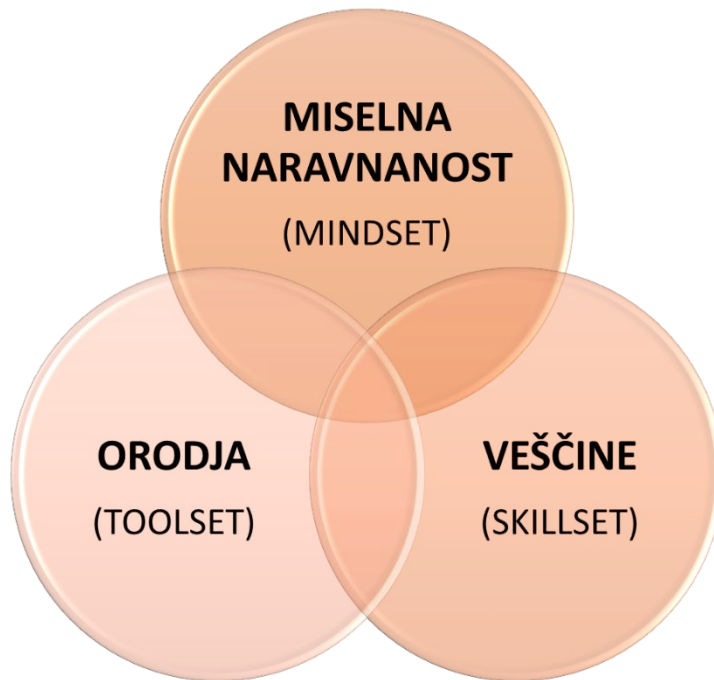 MISELNA
NARAVNANOST
(MINDSET)
ORODJA
(TOOLSET)
VEŠČINE
(SKILLSET)